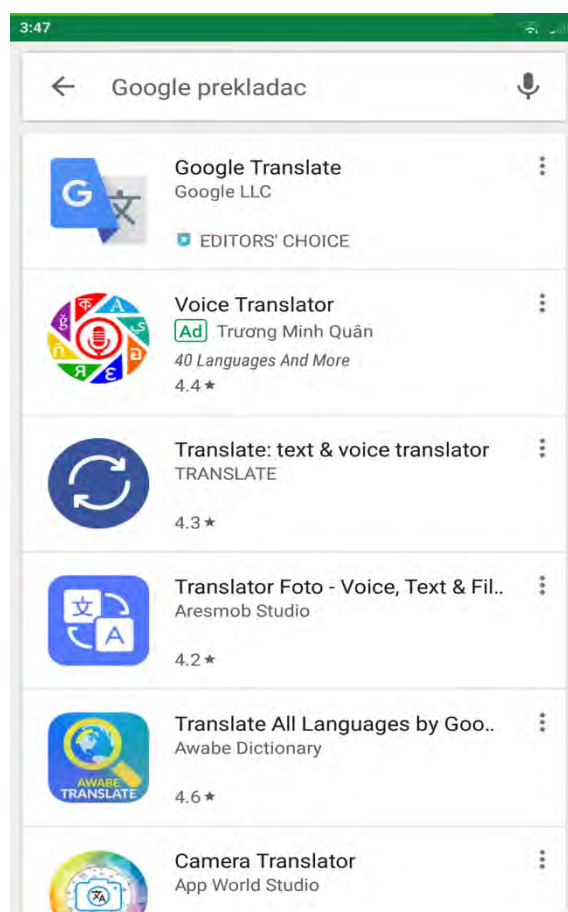 3:47
Google prekladac
G 文
Google Translate
Google LLC
EDITORS' CHOICE
Voice Translator
Ad Trương Minh Quân
40 Languages And More
4.4★
Translate: text & voice translator
TRANSLATE
4.3★
文 A
Translator Foto - Voice, Text & Fil..
Aresmob Studio
4.2★
AWABE
TRANSLATE
Translate All Languages by Goo..
Awabe Dictionary
4.6★
Camera Translator
App World Studio